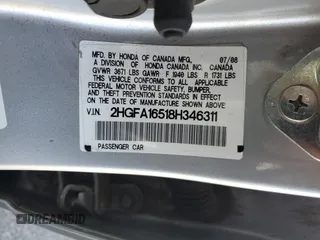 MFD. BY HONDA OF CANADA MFG. 07/08
A DIVISION OF HONDA CANADA INC. CANADA
GVWR 3671 LBS GAWR F 1940 LBS R 1731 LBS
THIS VEHICLE CONFORMS TO ALL APPLICABLE
FEDERAL MOTOR VEHICLE SAFETY, BUMPER,
AND THEFT PREVENTION STANDARDS IN EFFECT
ON THE DATE OF MANUFACTURE SHOWN ABOVE.
V.I.N. 2HGFA16518H346311
PASSENGER CAR
DREAMBID